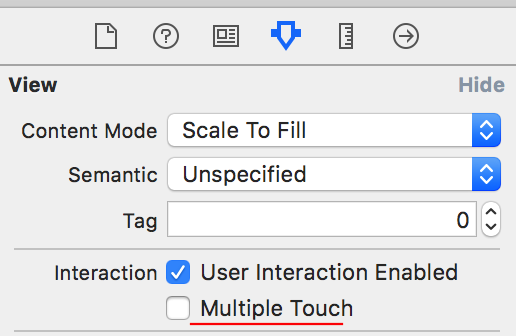 View Hide
Content Mode Scale To Fill
Semantic Unspecified
Tag 0
Interaction User Interaction Enabled
Multiple Touch